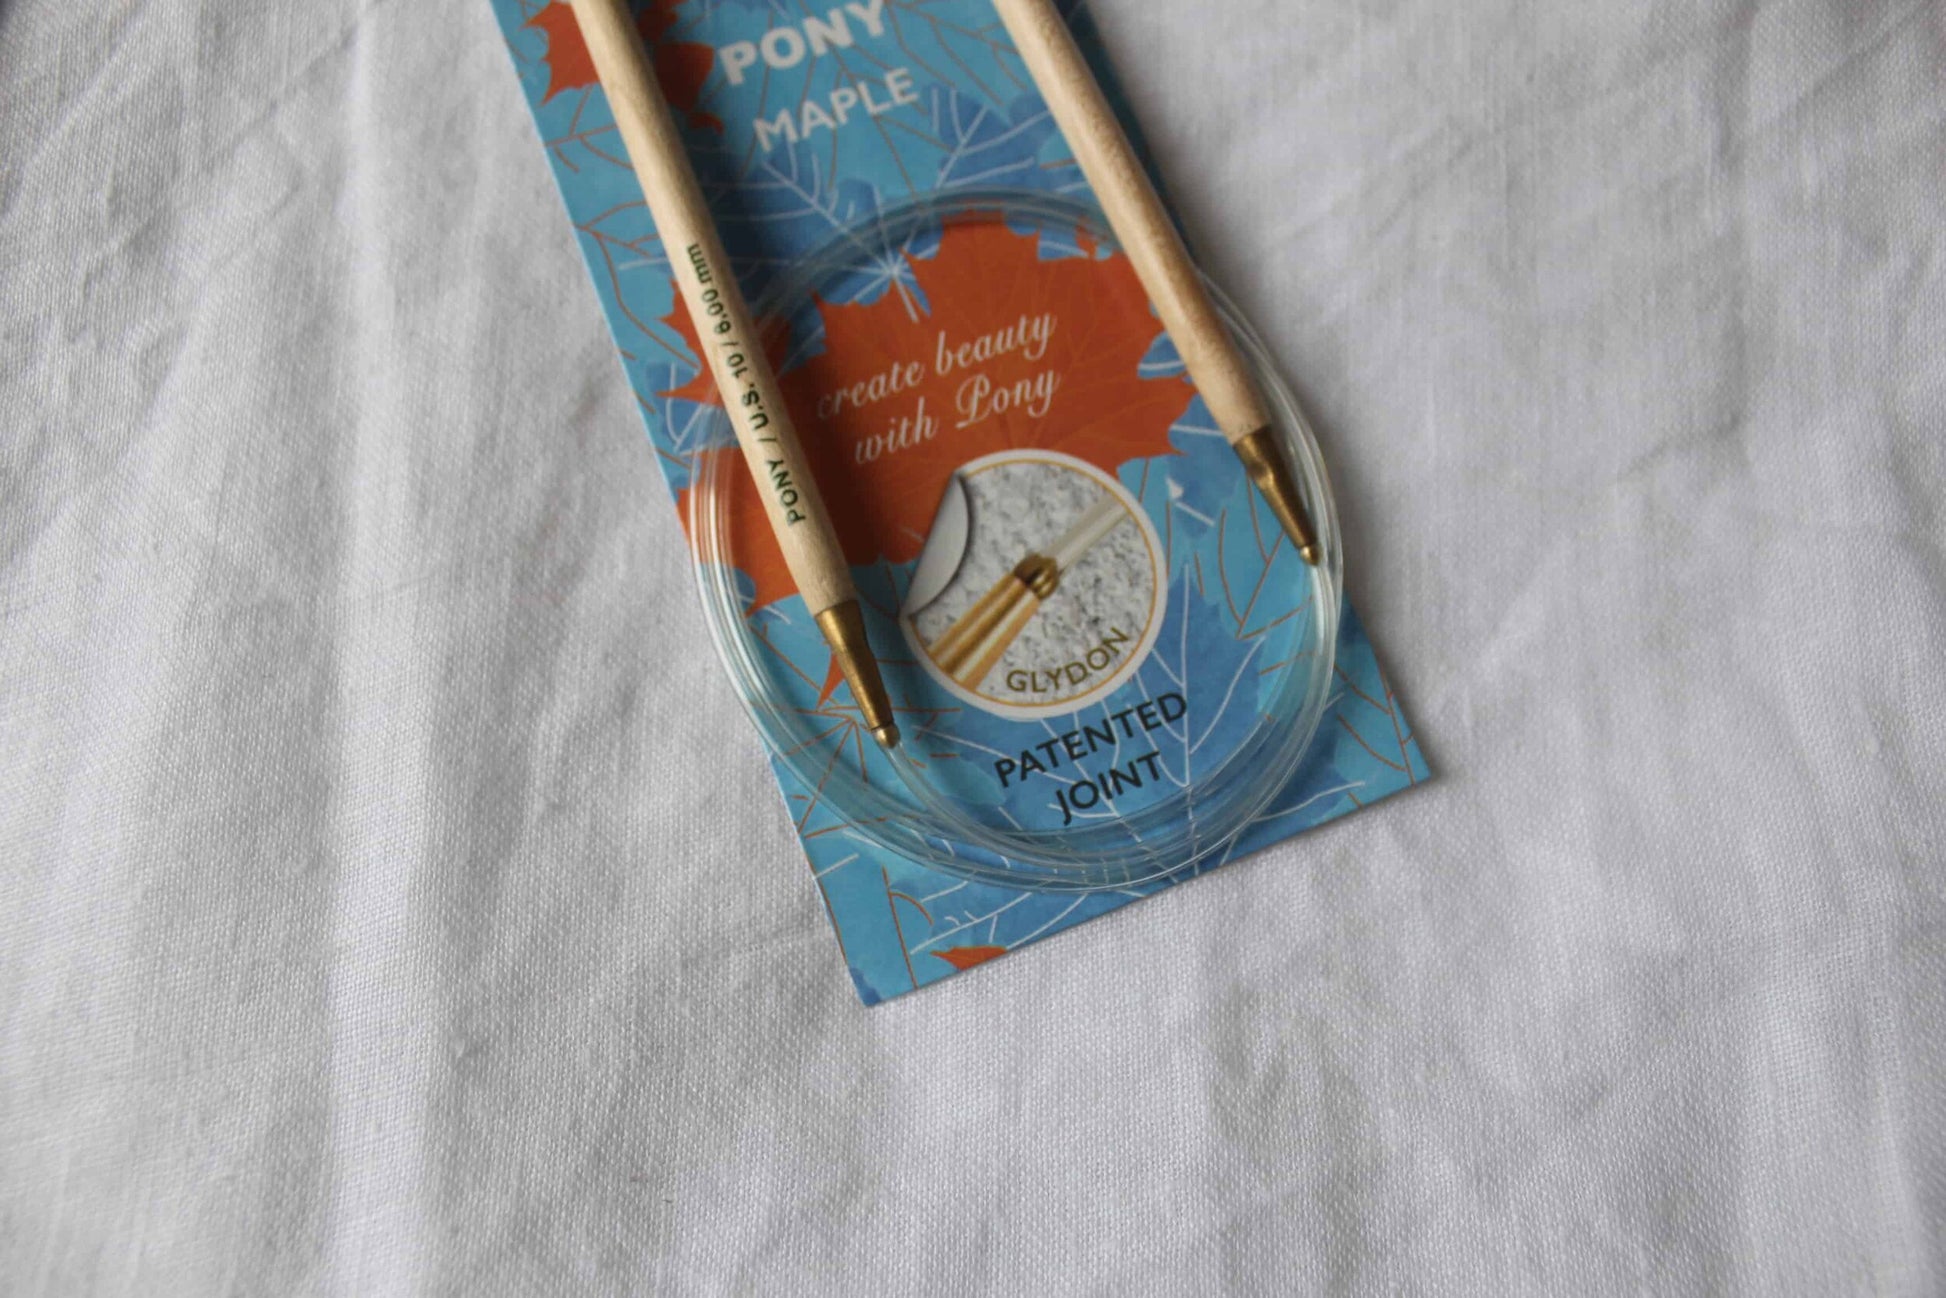 PONY
MAPLE
PONY / U.S. 10 / 6.00 mm
create beauty
with Pony
GLYDON
PATENTED
JOINT